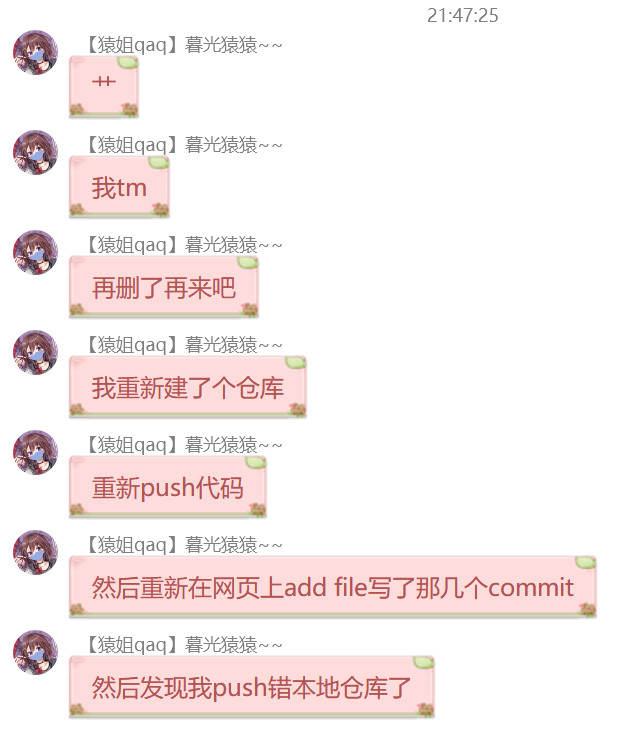 21:47:25
【猿姐qaq】暮光猿猿~~
艹
【猿姐qaq】暮光猿猿~~
我tm
【猿姐qaq】暮光猿猿~~
再删了再来吧
【猿姐qaq】暮光猿猿~~
我重新建了个仓库
【猿姐qaq】暮光猿猿~~
重新push代码
【猿姐qaq】暮光猿猿~~
然后重新在网页上add file写了那几个commit
【猿姐qaq】暮光猿猿~~
然后发现我push错本地仓库了